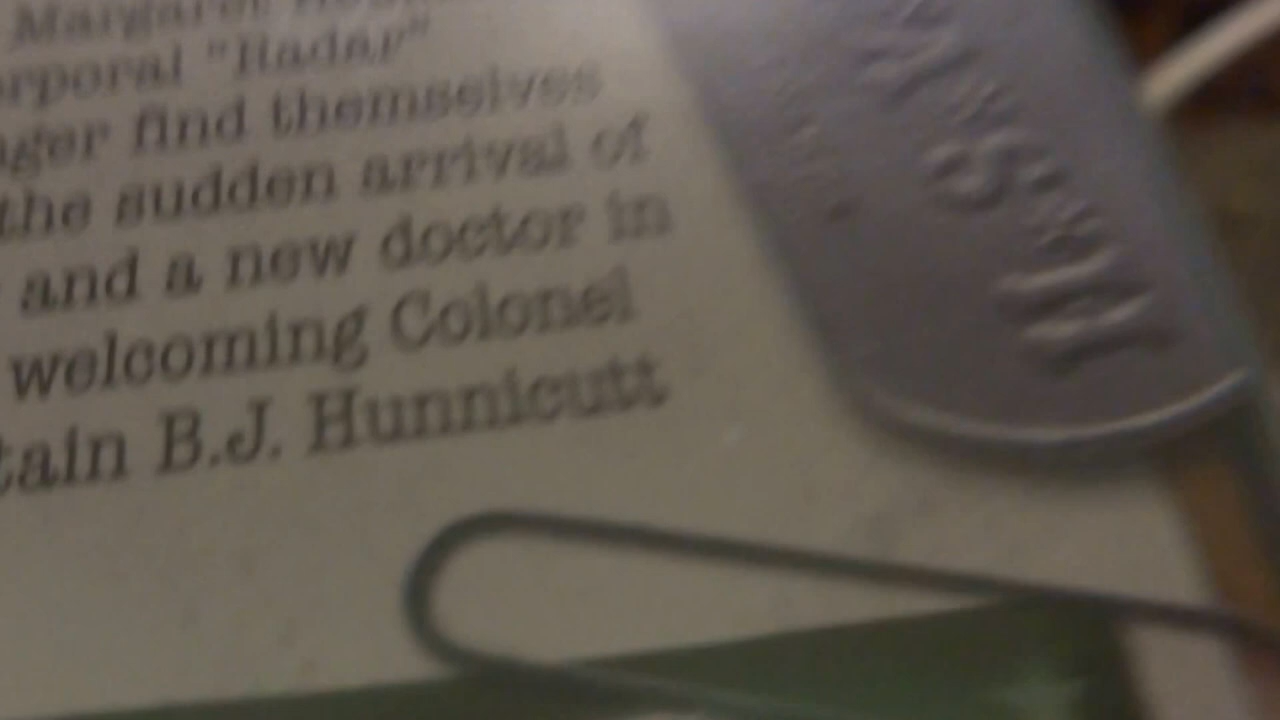 Margaret
orporal "Radar"
ger find themselves
the sudden arrival of
and a new doctor in
welcoming Colonel
tain B.J. Hunnicutt
M*A*S*H